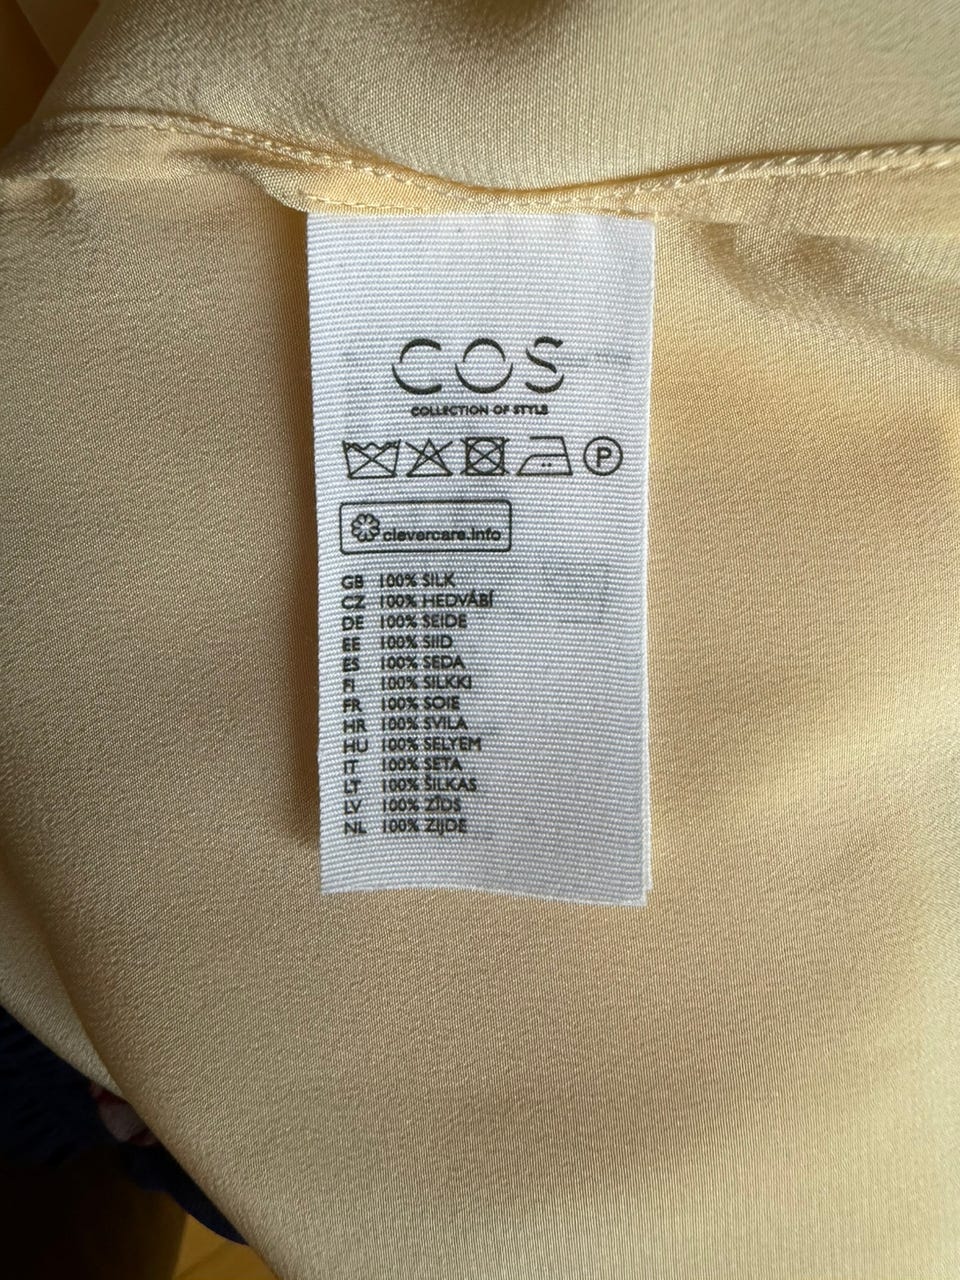 COS
COLLECTION OF STYLE
P
clevercare.info
GB 100% SILK
CZ 100% HEDVÁBÍ
DE 100% SEIDE
EE 100% SIID
ES 100% SEDA
FI 100% SILKKI
FR 100% SOIE
HR 100% SVILA
HU 100% SELYEM
IT 100% SETA
LT 100% ŠILKAS
LV 100% ZĪDS
NL 100% ZIJDE